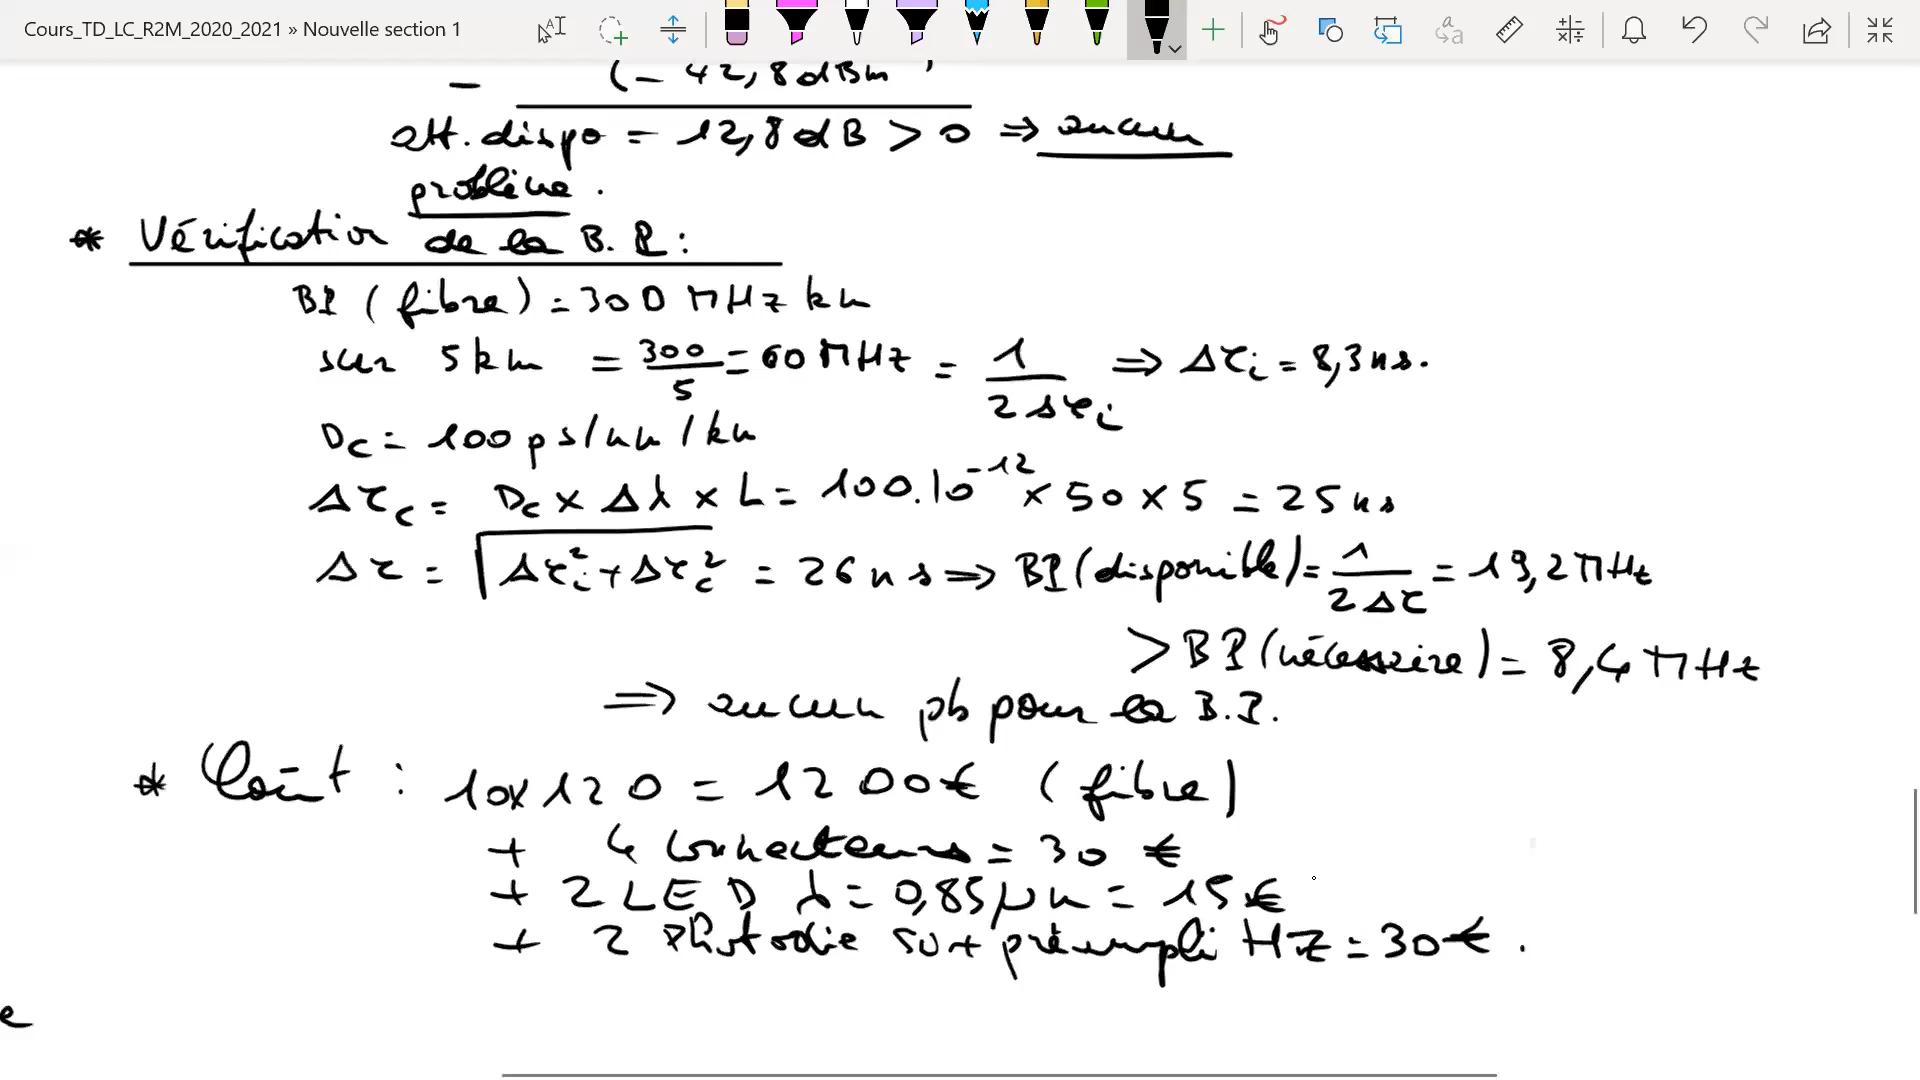 Cours_TD_LC_R2M_2020_2021 » Nouvelle section 1
- (- 42,8 dBm)
att. dispo = 12,8 dB > 0 ⇒ aucun
problème.
* Vérification de la B.P:
BP (fibre) = 300 MHz km
sur 5 km = 300/5 = 60 MHz = 1/(2Δτi) ⇒ Δτi = 8,3 ns.
Dc = 100 ps/nm/km
Δτc = Dc × Δλ × L = 100.10⁻¹² × 50 × 5 = 25 ns
Δτ = √(Δτi² + Δτc²) = 26 ns ⇒ BP (disponible) = 1/(2Δτ) = 19,2 MHz
> BP (nécessaire) = 8,4 MHz
⇒ aucun pb pour la B.P.
* Coût : 10x120 = 1200€ (fibre)
+ 4 connecteurs = 30 €
+ 2 LED λ = 0,85 μm = 15€
+ 2 Photodie Si + préampli HZ = 30€.
e